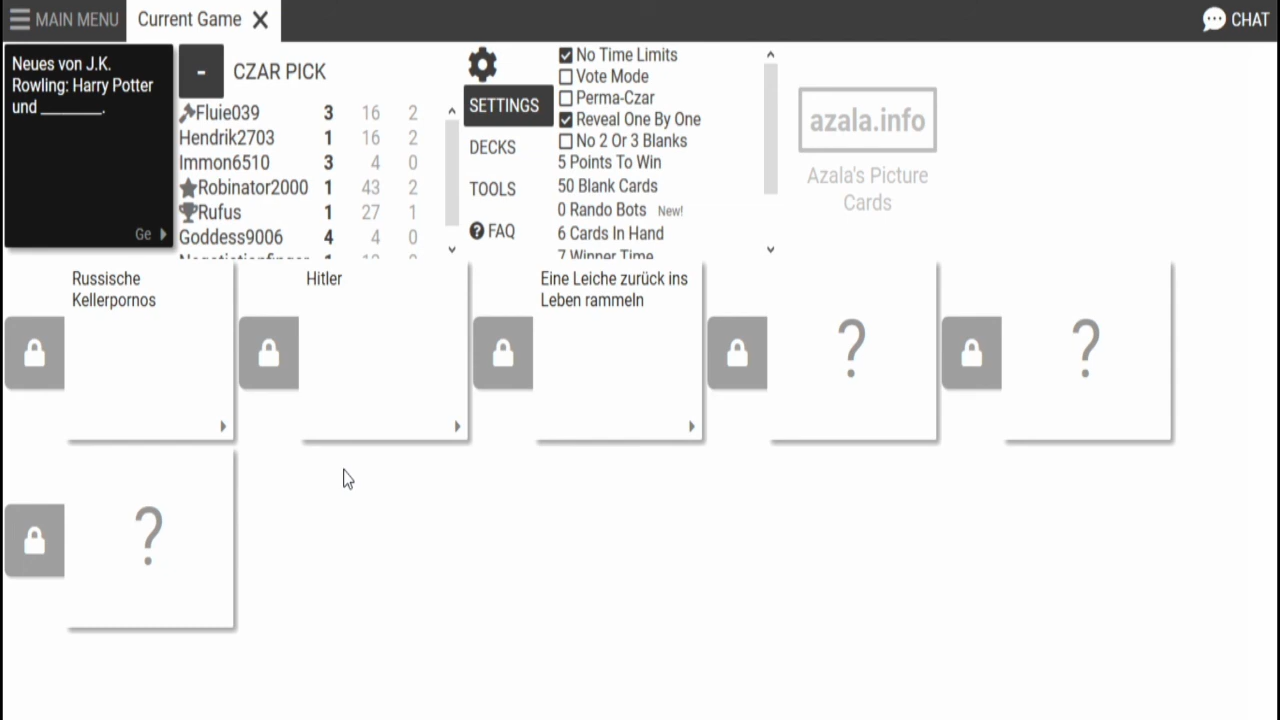 MAIN MENU
Current Game
CHAT
Neues von J.K.
Rowling: Harry Potter
und ________.
Ge
-
CZAR PICK
Fluie039 3 16 2
Hendrik2703 1 16 2
Immon6510 3 4 0
Robinator2000 1 43 2
Rufus 1 27 1
Goddess9006 4 4 0
SETTINGS
DECKS
TOOLS
? FAQ
No Time Limits
Vote Mode
Perma-Czar
Reveal One By One
No 2 Or 3 Blanks
5 Points To Win
50 Blank Cards
0 Rando Bots New!
6 Cards In Hand
7 Winner Time
azala.info
Azala's Picture
Cards
Russische
Kellerpornos
Hitler
Eine Leiche zurück ins
Leben rammeln
?
?
?